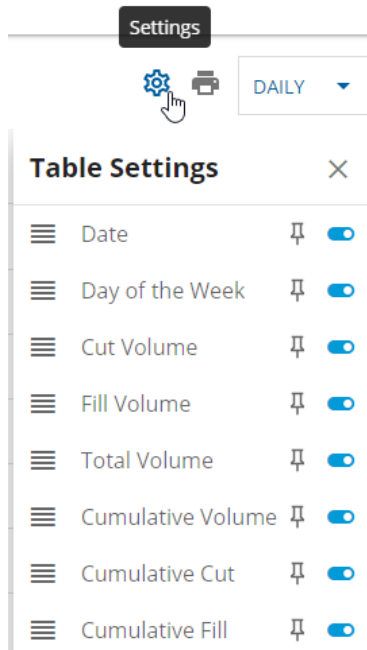 Settings
DAILY
Table Settings
Date
Day of the Week
Cut Volume
Fill Volume
Total Volume
Cumulative Volume
Cumulative Cut
Cumulative Fill